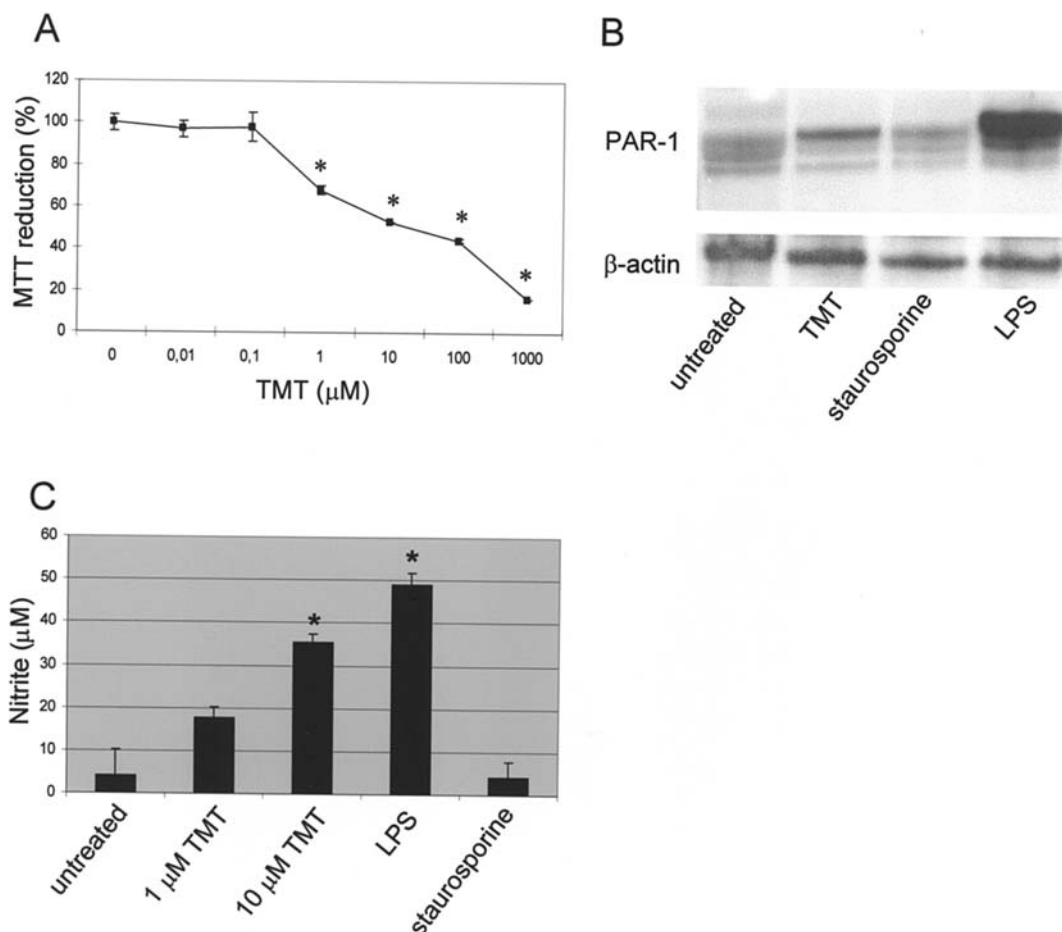 A
120
100
80
60
40
20
0
MTT reduction (%)
*
*
*
*
0 0,01 0,1 1 10 100 1000
TMT (μM)
B
PAR-1
β-actin
untreated
TMT
staurosporine
LPS
C
60
50
40
30
20
10
0
Nitrite (μM)
*
*
untreated
1 μM TMT
10 μM TMT
LPS
staurosporine